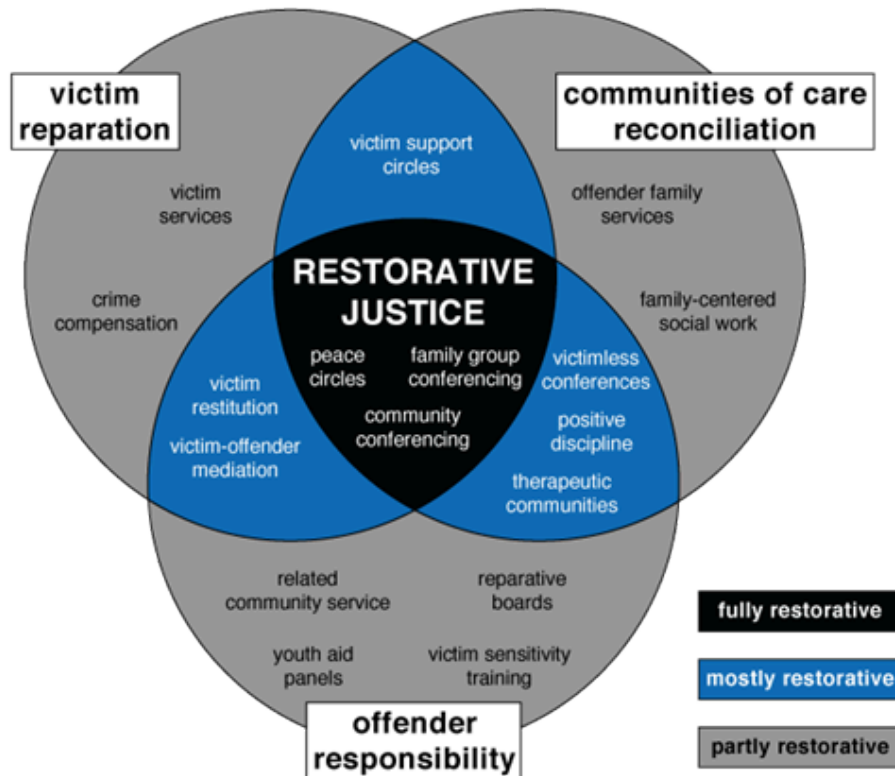 victim
reparation
communities of care
reconciliation
victim support
circles
victim
services
offender family
services
crime
compensation
family-centered
social work
RESTORATIVE
JUSTICE
peace
circles
family group
conferencing
community
conferencing
victim
restitution
victim-offender
mediation
victimless
conferences
positive
discipline
therapeutic
communities
related
community service
reparative
boards
youth aid
panels
victim sensitivity
training
offender
responsibility
fully restorative
mostly restorative
partly restorative